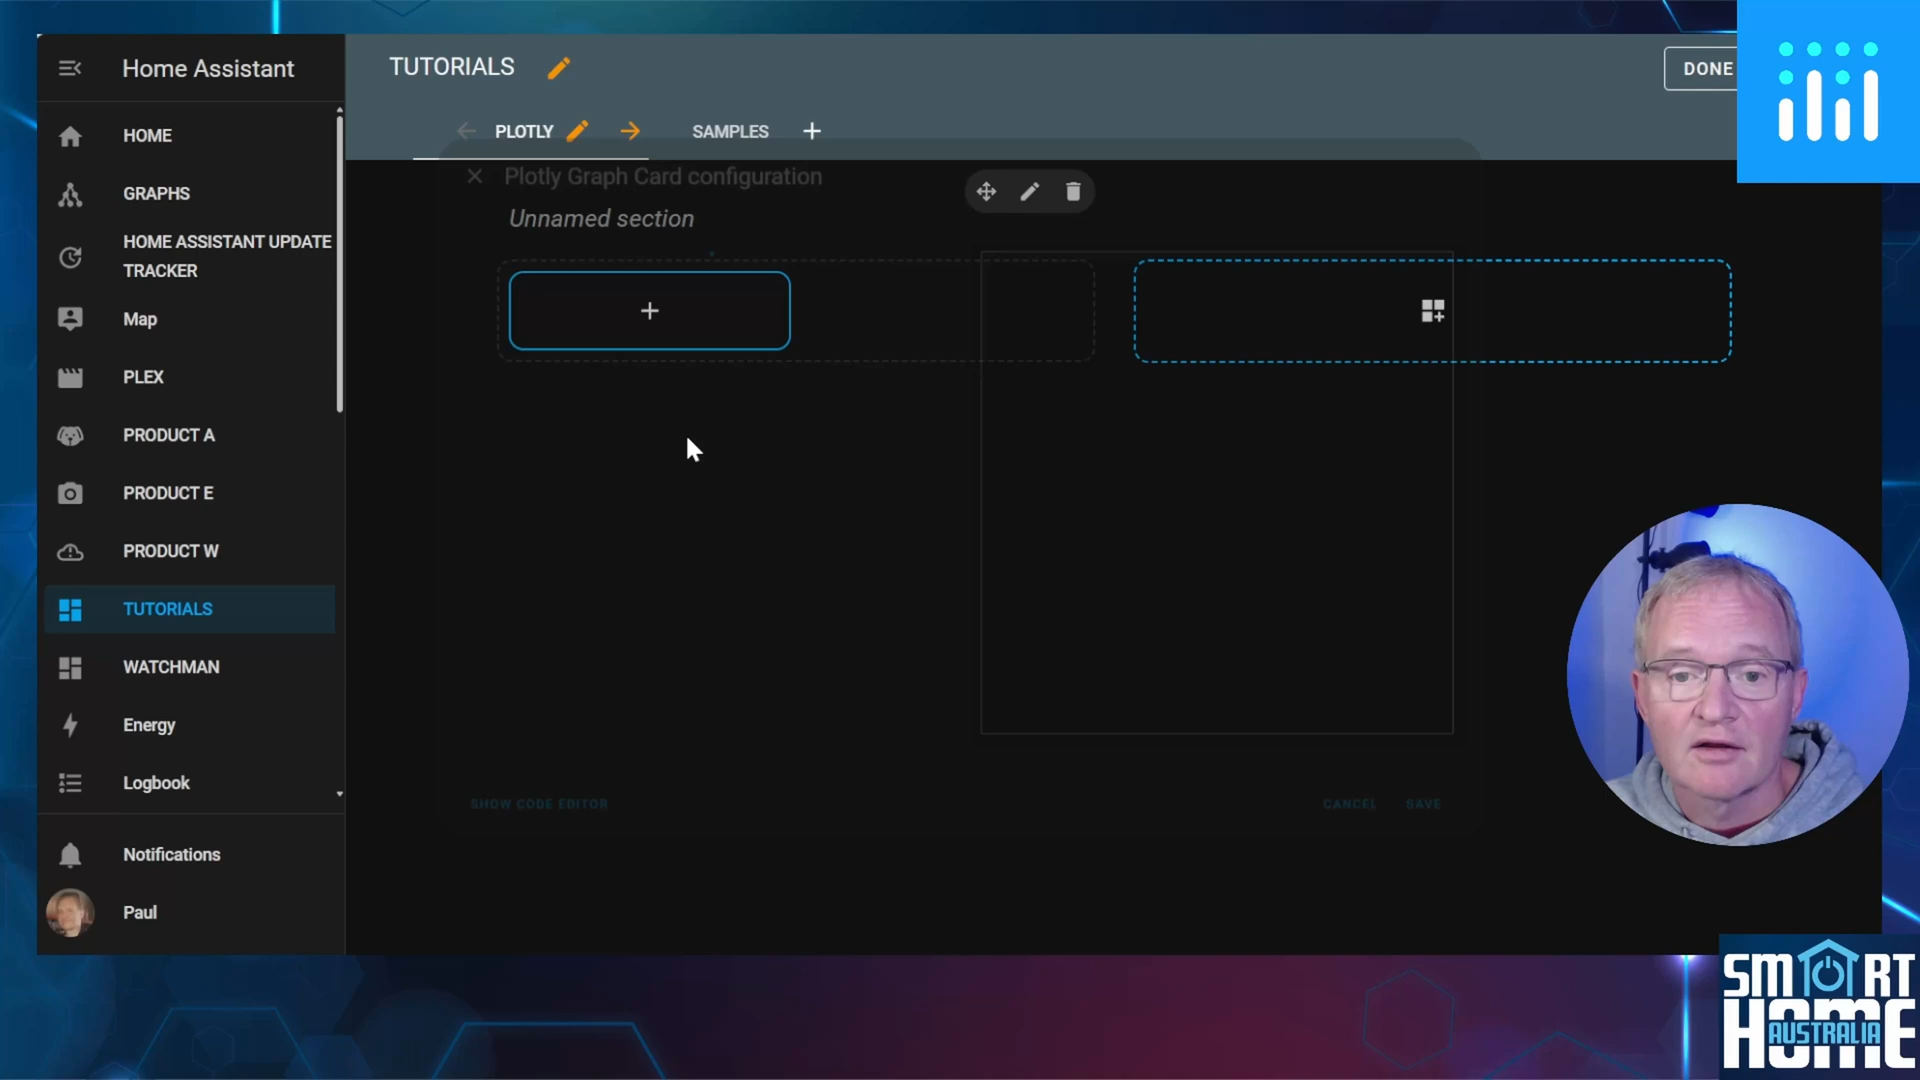 Home Assistant
TUTORIALS
DONE
PLOTLY
SAMPLES
HOME
GRAPHS
HOME ASSISTANT UPDATE
TRACKER
Map
PLEX
PRODUCT A
PRODUCT E
PRODUCT W
TUTORIALS
WATCHMAN
Energy
Logbook
Notifications
Paul
Plotly Graph Card configuration
Unnamed section
SHOW CODE EDITOR
CANCEL
SAVE
SMART
HOME
AUSTRALIA